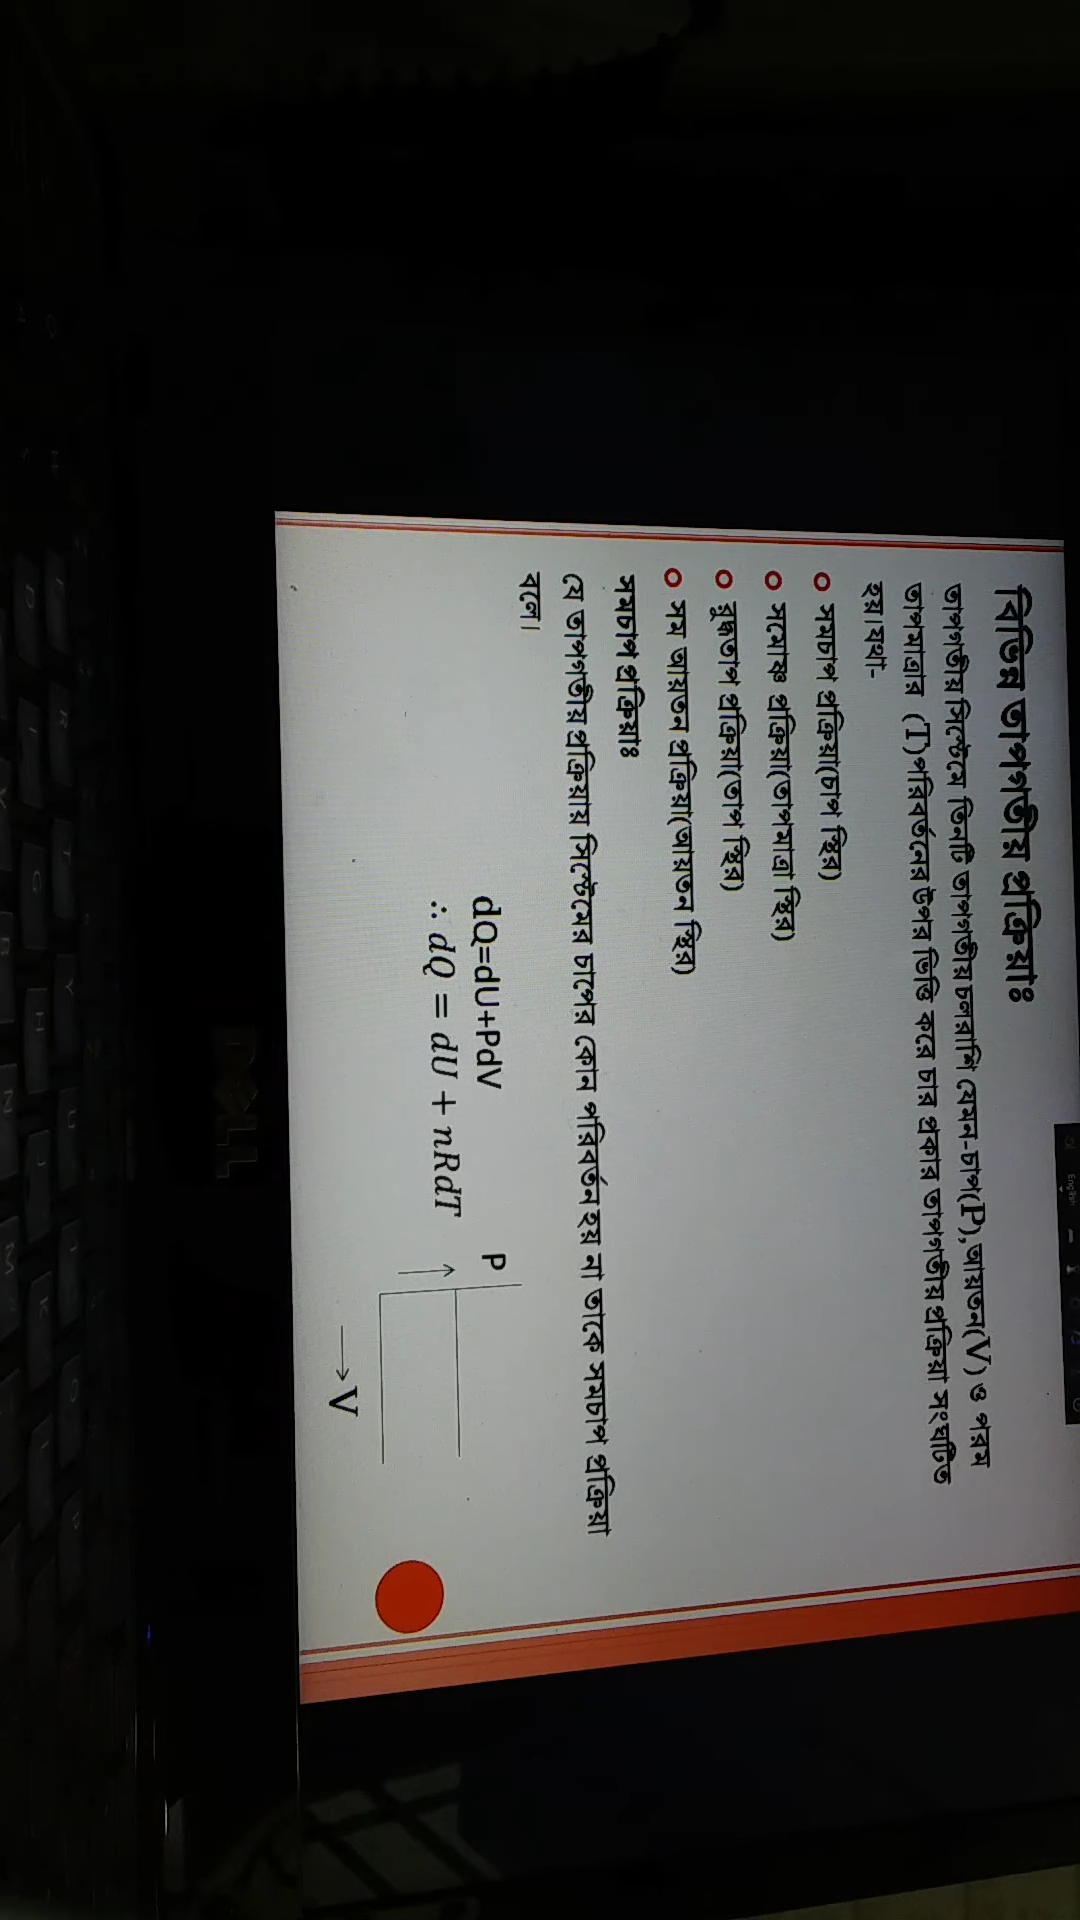 বিভিন্ন তাপগতীয় প্রক্রিয়াঃ
তাপগতীয় সিস্টেমে তিনটি তাপগতীয় চলরাশি যেমন-চাপ(P),আয়তন(V) ও পরম
তাপমাত্রার (T)পরিবর্তনের উপর ভিত্তি করে চার প্রকার তাপগতীয় প্রক্রিয়া সংঘটিত
হয়।যথা-
সমচাপ প্রক্রিয়া(চাপ স্থির)
সমোষ্ণ প্রক্রিয়া(তাপমাত্রা স্থির)
রুদ্ধতাপ প্রক্রিয়া(তাপ স্থির)
সম আয়তন প্রক্রিয়া(আয়তন স্থির)
সমচাপ প্রক্রিয়াঃ
যে তাপগতীয় প্রক্রিয়ায় সিস্টেমের চাপের কোন পরিবর্তন হয় না তাকে সমচাপ প্রক্রিয়া
বলে।
dQ=dU+PdV
∴ dQ = dU + nRdT
P
→ V
English
DELL